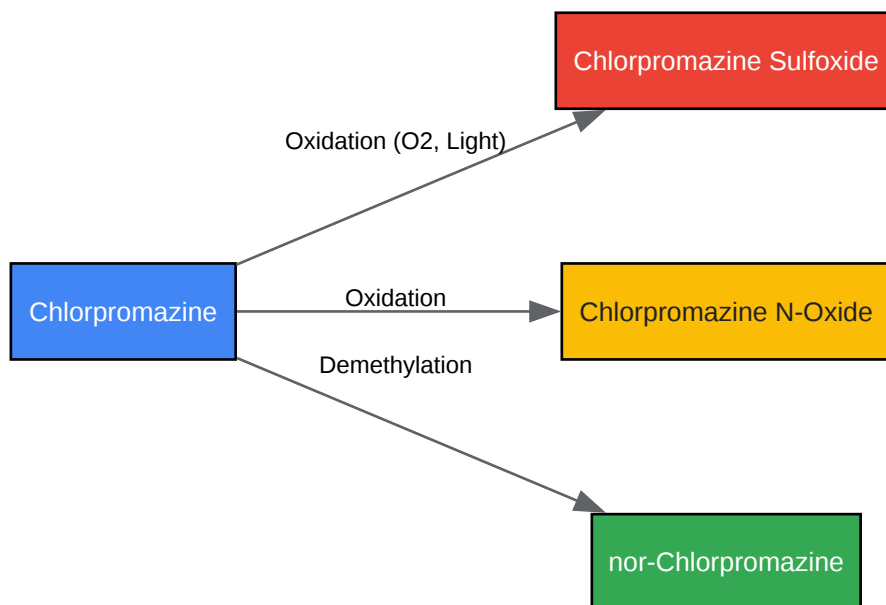 Chlorpromazine Sulfoxide
Oxidation (O2, Light)
Chlorpromazine
Oxidation
Chlorpromazine N-Oxide
Demethylation
nor-Chlorpromazine